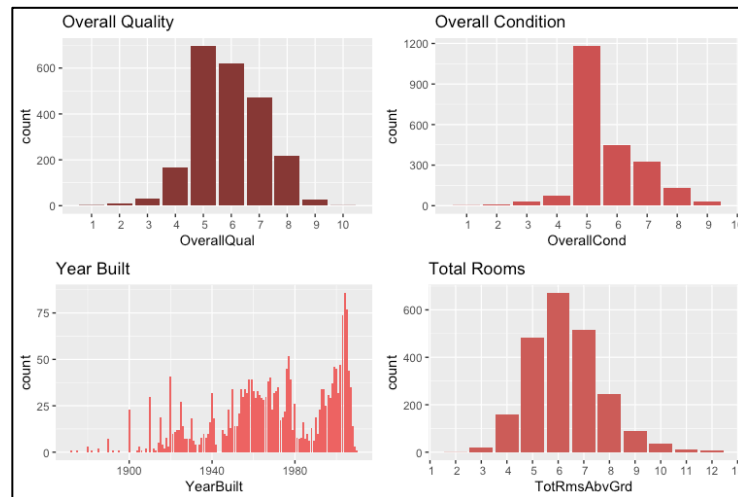 Overall Quality
600
400
200
0
count
1 2 3 4 5 6 7 8 9 10
OverallQual
Overall Condition
1200
900
600
300
0
count
1 2 3 4 5 6 7 8 9
OverallCond
Year Built
75
50
25
0
count
1900 1940 1980
YearBuilt
Total Rooms
600
400
200
0
count
1 2 3 4 5 6 7 8 9 10 11 12
TotRmsAbvGrd